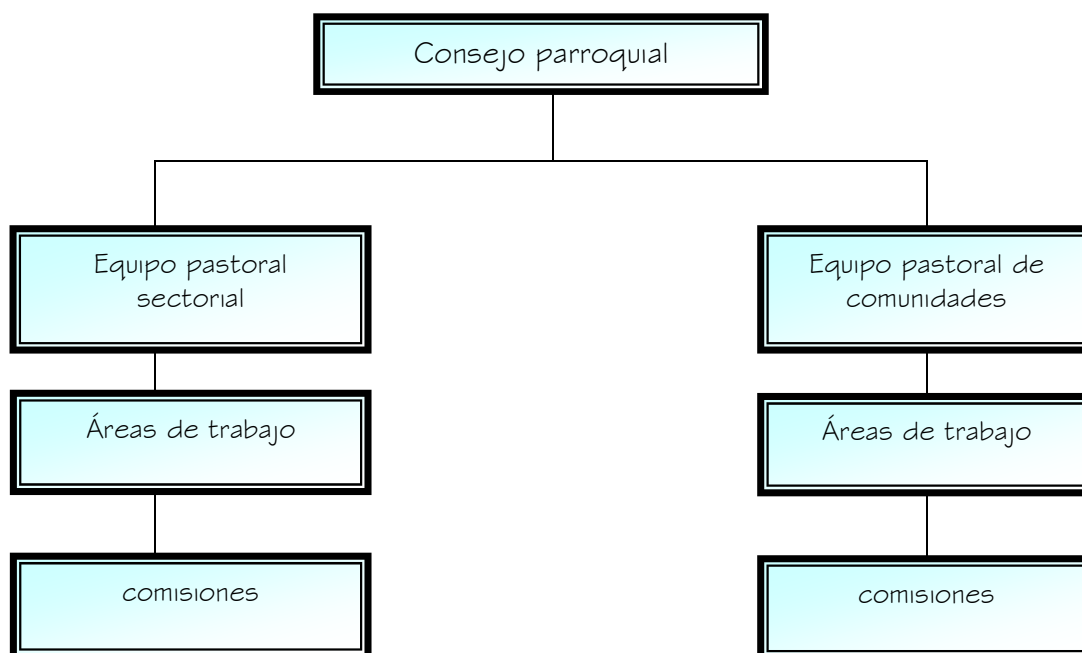 Consejo parroquial
Equipo pastoral
sectorial
Equipo pastoral de
comunidades
Áreas de trabajo
Áreas de trabajo
comisiones
comisiones